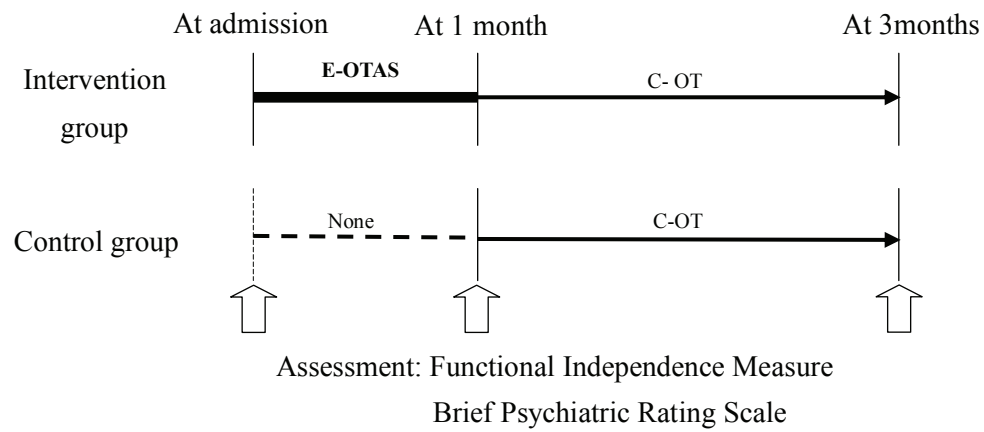 At admission At 1 month At 3months
E-OTAS
C- OT
Intervention
group
None
C-OT
Control group
Assessment: Functional Independence Measure
Brief Psychiatric Rating Scale